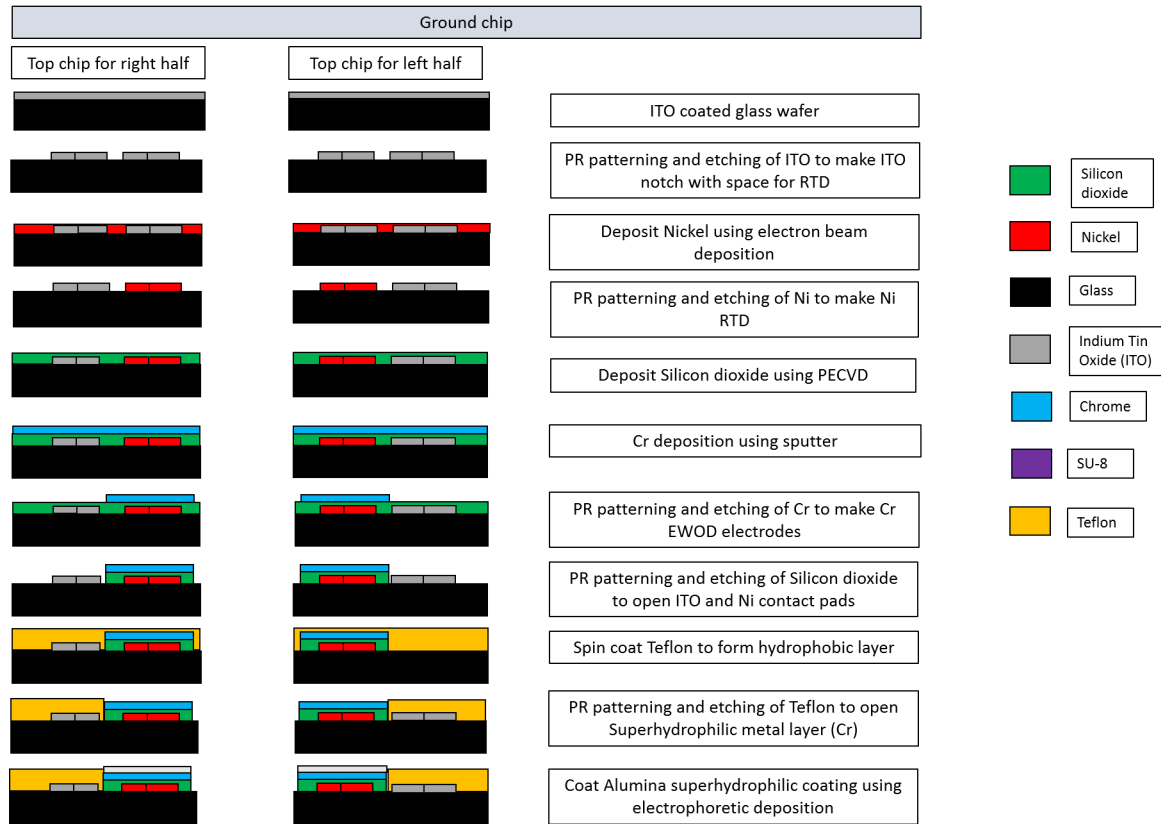 Ground chip
Top chip for right half
Top chip for left half
ITO coated glass wafer
PR patterning and etching of ITO to make ITO
notch with space for RTD
Deposit Nickel using electron beam
deposition
PR patterning and etching of Ni to make Ni
RTD
Deposit Silicon dioxide using PECVD
Cr deposition using sputter
PR patterning and etching of Cr to make Cr
EWOD electrodes
PR patterning and etching of Silicon dioxide
to open ITO and Ni contact pads
Spin coat Teflon to form hydrophobic layer
PR patterning and etching of Teflon to open
Superhydrophilic metal layer (Cr)
Coat Alumina superhydrophilic coating using
electrophoretic deposition
Silicon
dioxide
Nickel
Glass
Indium Tin
Oxide (ITO)
Chrome
SU-8
Teflon